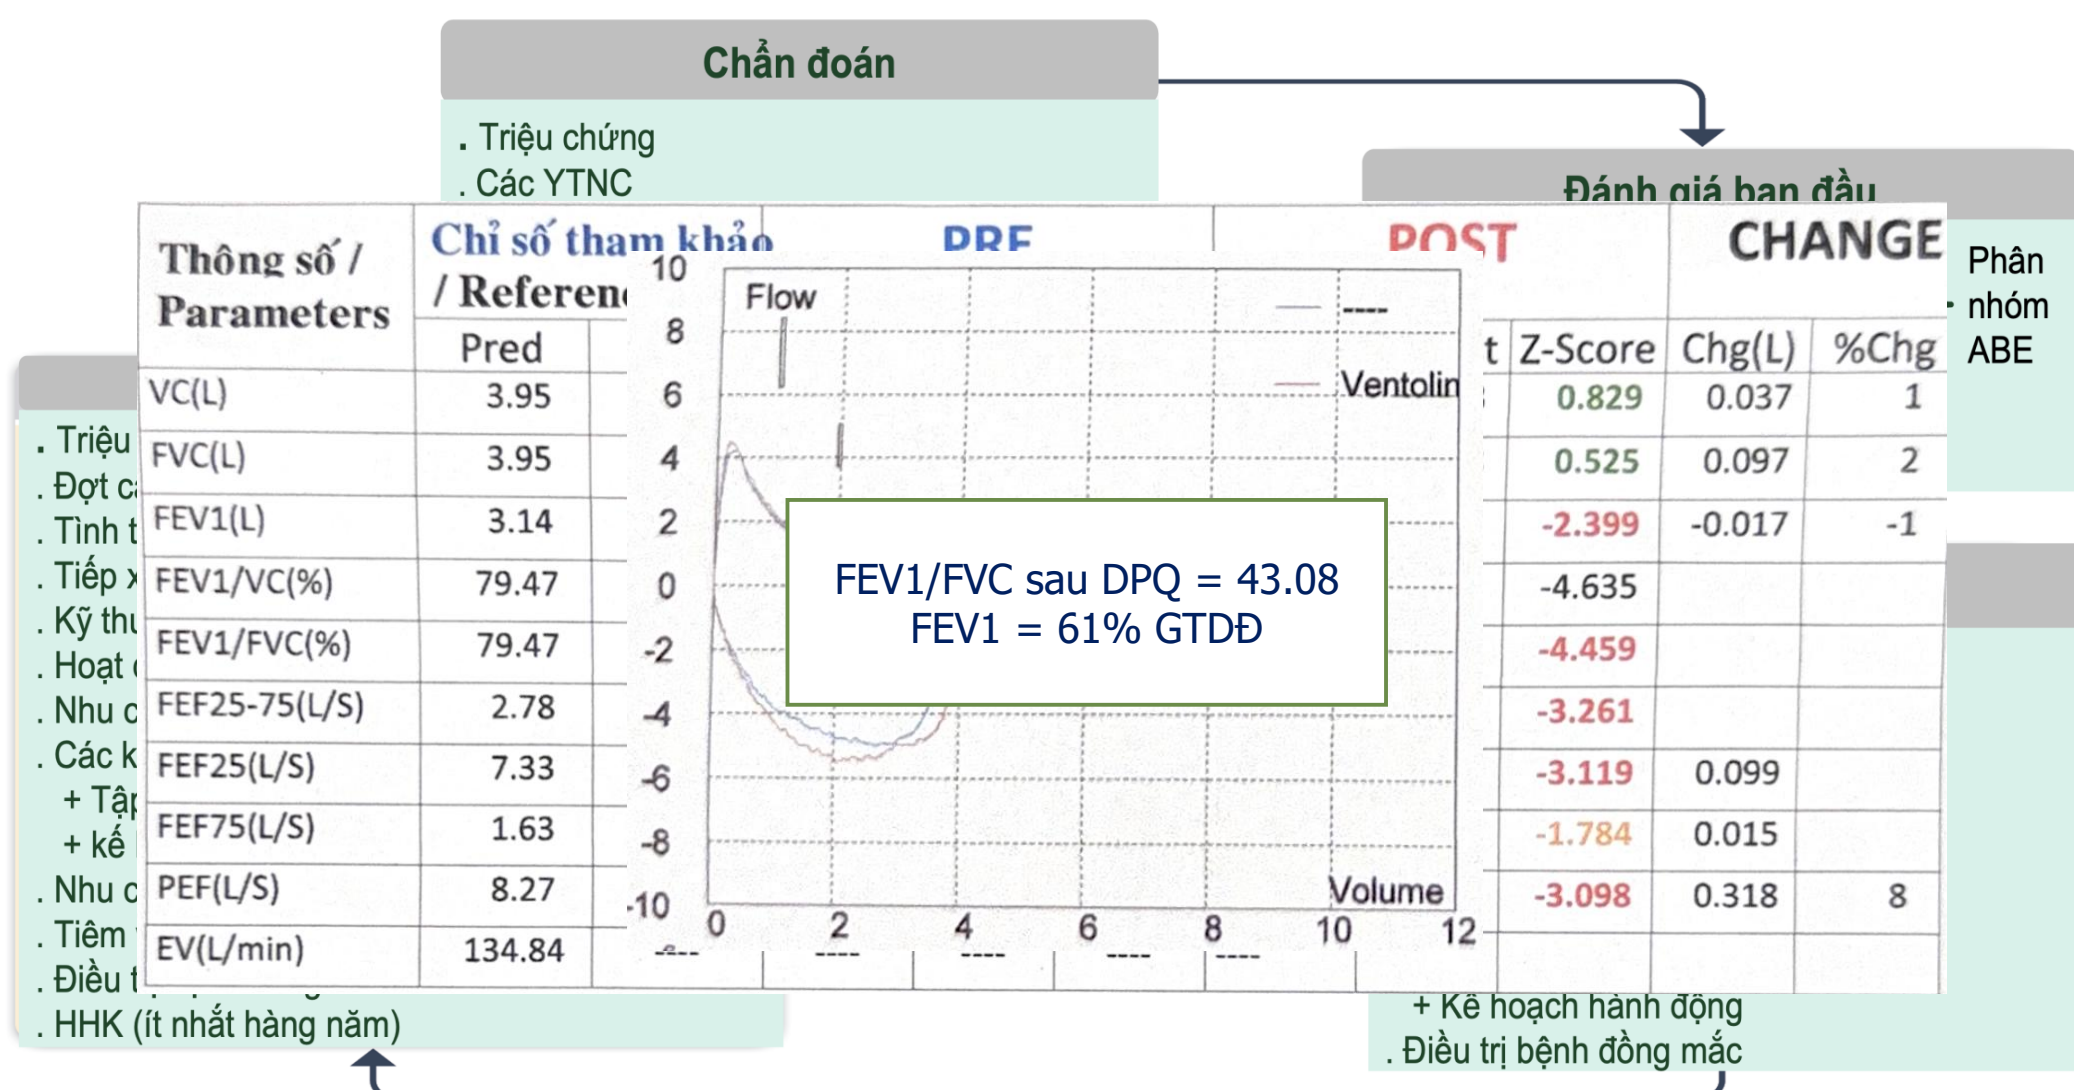 Chẩn đoán
. Triệu chứng
. Các YTNC
Đánh giá ban đầu
Phân
nhóm
ABE
Thông số /
Parameters
Chỉ số tham khảo
PRE
POST
CHANGE
Pred
Z-Score Chg(L) %Chg
VC(L) 3.95 0.829 0.037 1
FVC(L) 3.95 0.525 0.097 2
FEV1(L) 3.14 -2.399 -0.017 -1
FEV1/VC(%) 79.47 -4.635
FEV1/FVC(%) 79.47 -4.459
FEF25-75(L/S) 2.78 -3.261
FEF25(L/S) 7.33 -3.119 0.099
FEF75(L/S) 1.63 -1.784 0.015
PEF(L/S) 8.27 -3.098 0.318 8
EV(L/min) 134.84 ---- ---- ---- ---- ----
Flow
----
Ventolin
Volume
10
8
6
4
2
0
-2
-4
-6
-8
-10
0 2 4 6 8 10 12
FEV1/FVC sau DPQ = 43.08
FEV1 = 61% GTDĐ
. Triệu
. Đợt
. Tình
. Tiếp
. Kỹ
. Hoạt
. Nhu
. Các
+
+ kế
. Nhu
. Tiêm
. Điều
. HHK (ít nhất hàng năm)
+ Kế hoạch hành động
. Điều trị bệnh đồng mắc